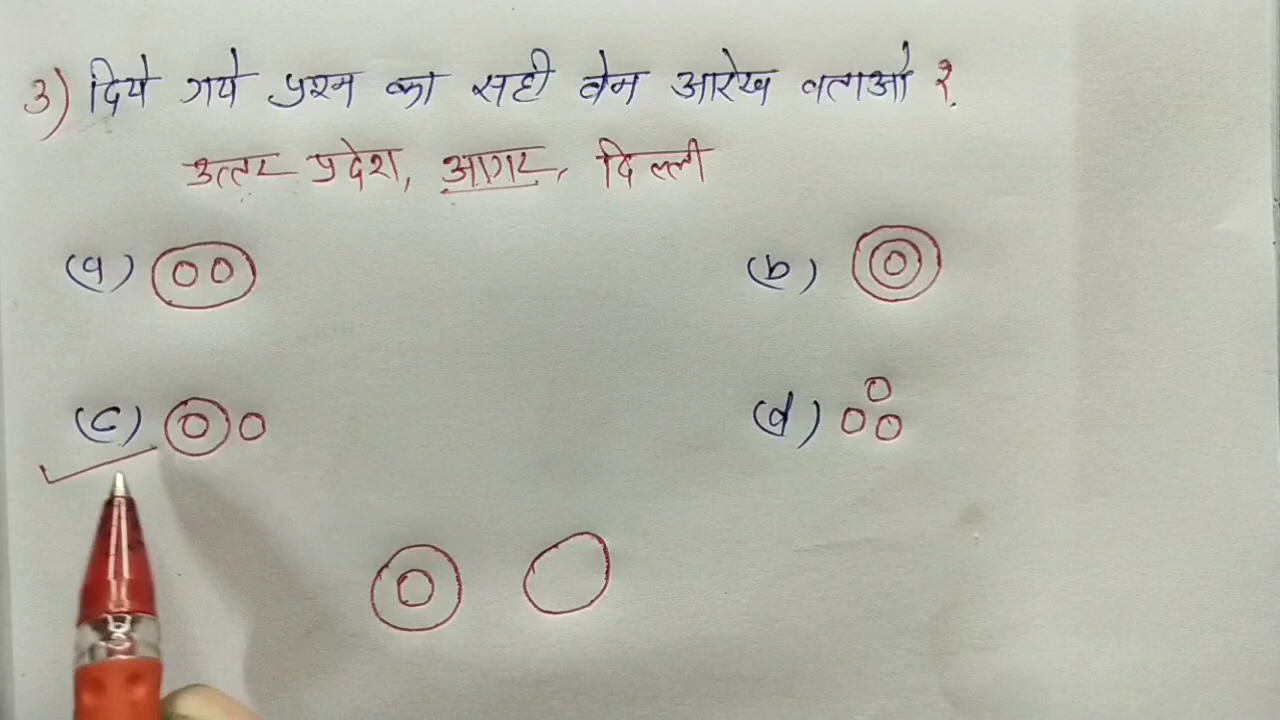 3) दिये गये प्रश्न का सही वेन आरेख बताओ ?
उत्तर प्रदेश, आगर, दिल्ली
(a)
(b)
(c)
(d)